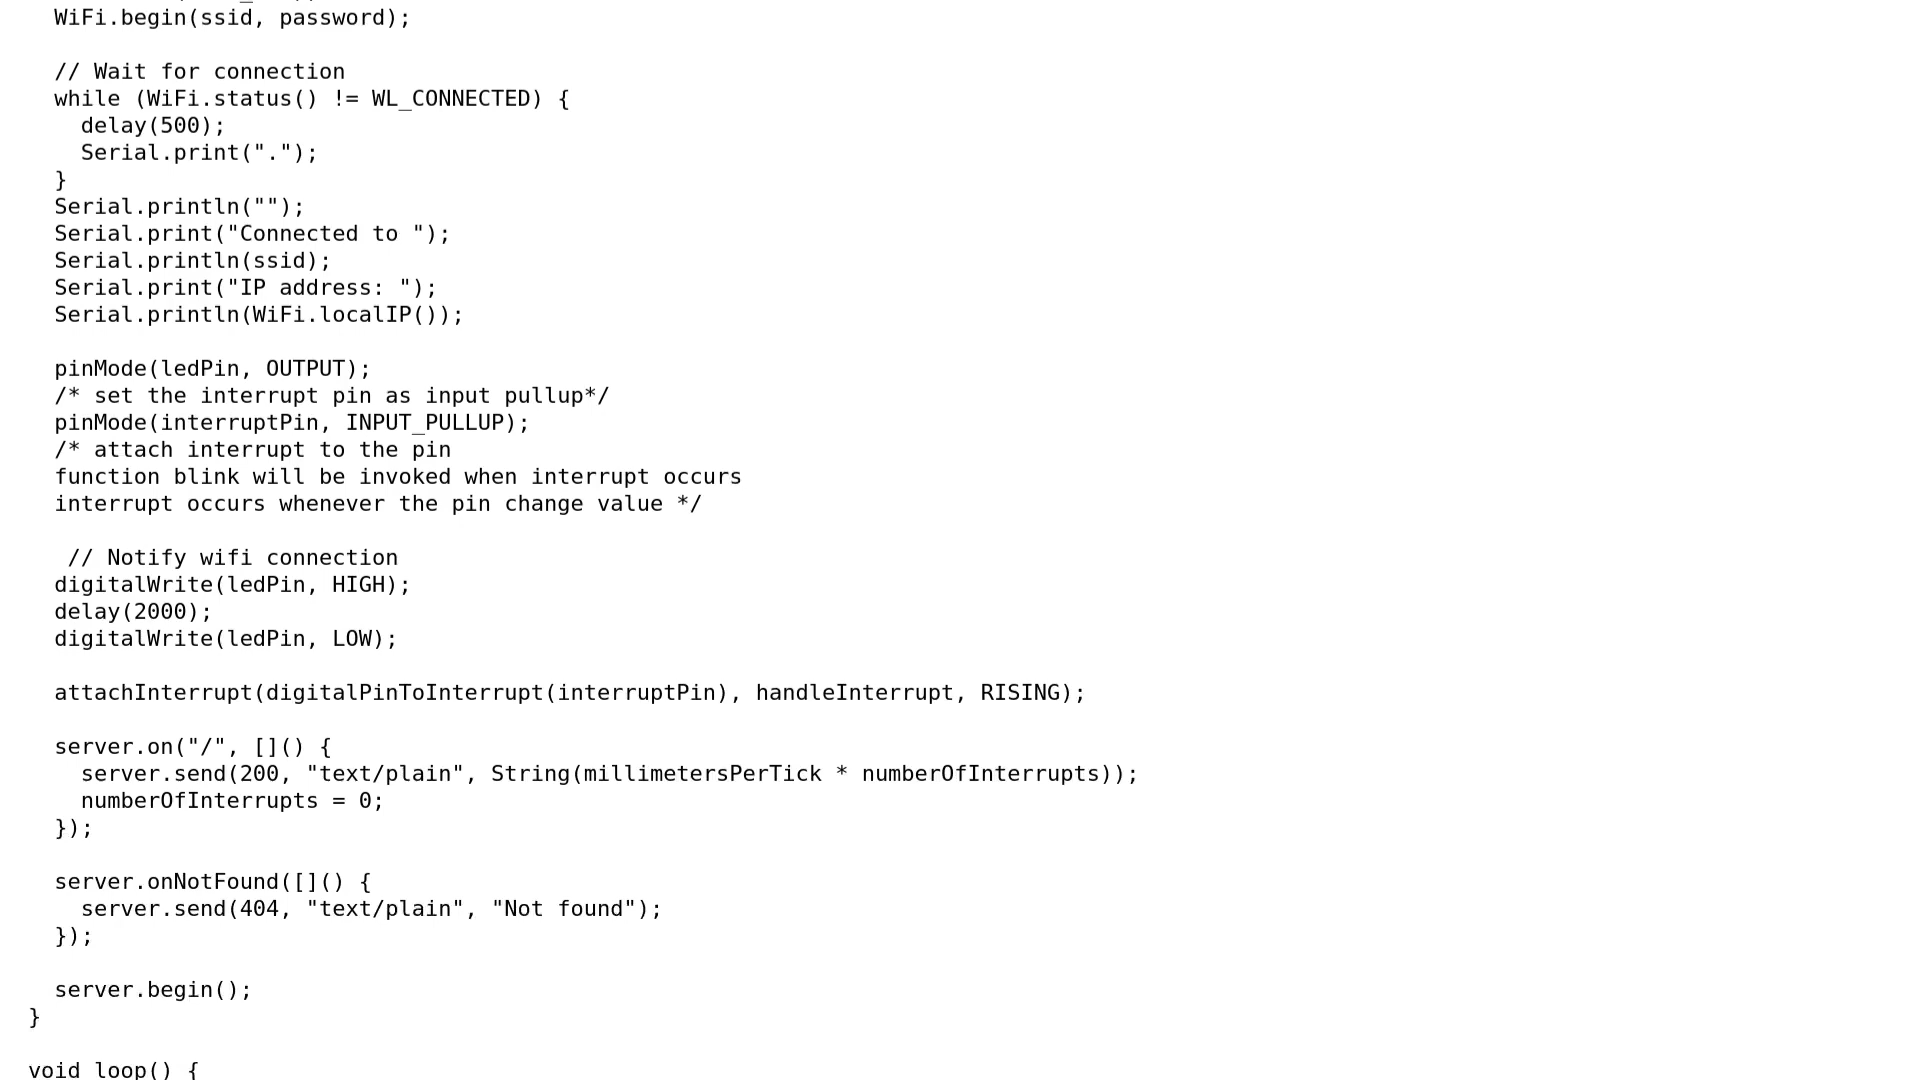 WiFi.begin(ssid, password);
// Wait for connection
while (WiFi.status() != WL_CONNECTED) {
delay(500);
Serial.print(".");
}
Serial.println("");
Serial.print("Connected to ");
Serial.println(ssid);
Serial.print("IP address: ");
Serial.println(WiFi.localIP());
pinMode(ledPin, OUTPUT);
/* set the interrupt pin as input pullup*/
pinMode(interruptPin, INPUT_PULLUP);
/* attach interrupt to the pin
function blink will be invoked when interrupt occurs
interrupt occurs whenever the pin change value */
// Notify wifi connection
digitalWrite(ledPin, HIGH);
delay(2000);
digitalWrite(ledPin, LOW);
attachInterrupt(digitalPinToInterrupt(interruptPin), handleInterrupt, RISING);
server.on("/", []() {
server.send(200, "text/plain", String(millimetersPerTick * numberOfInterrupts));
numberOfInterrupts = 0;
});
server.onNotFound([]() {
server.send(404, "text/plain", "Not found");
});
server.begin();
}
void loop() {